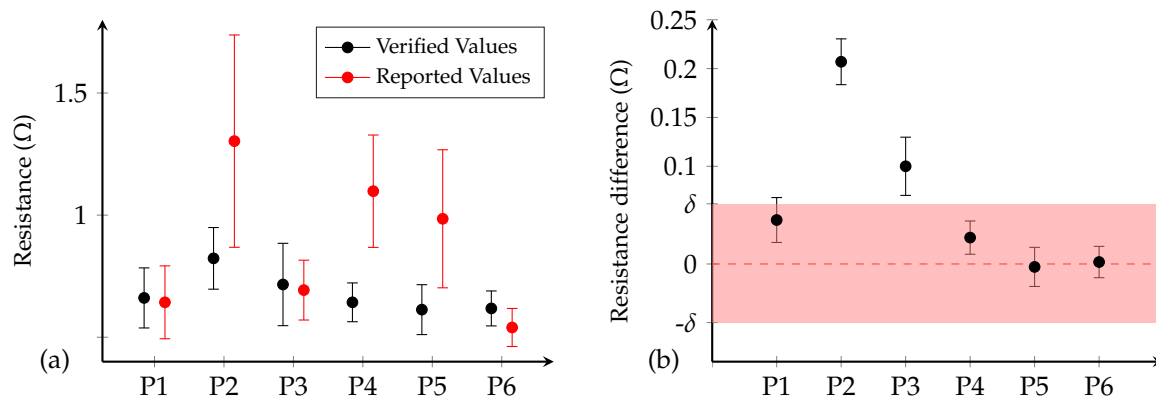 Resistance (Ω)
1.5
1
Verified Values
Reported Values
(a)
P1 P2 P3 P4 P5 P6
Resistance difference (Ω)
0.25
0.2
0.15
0.1
δ
0
-δ
(b)
P1 P2 P3 P4 P5 P6